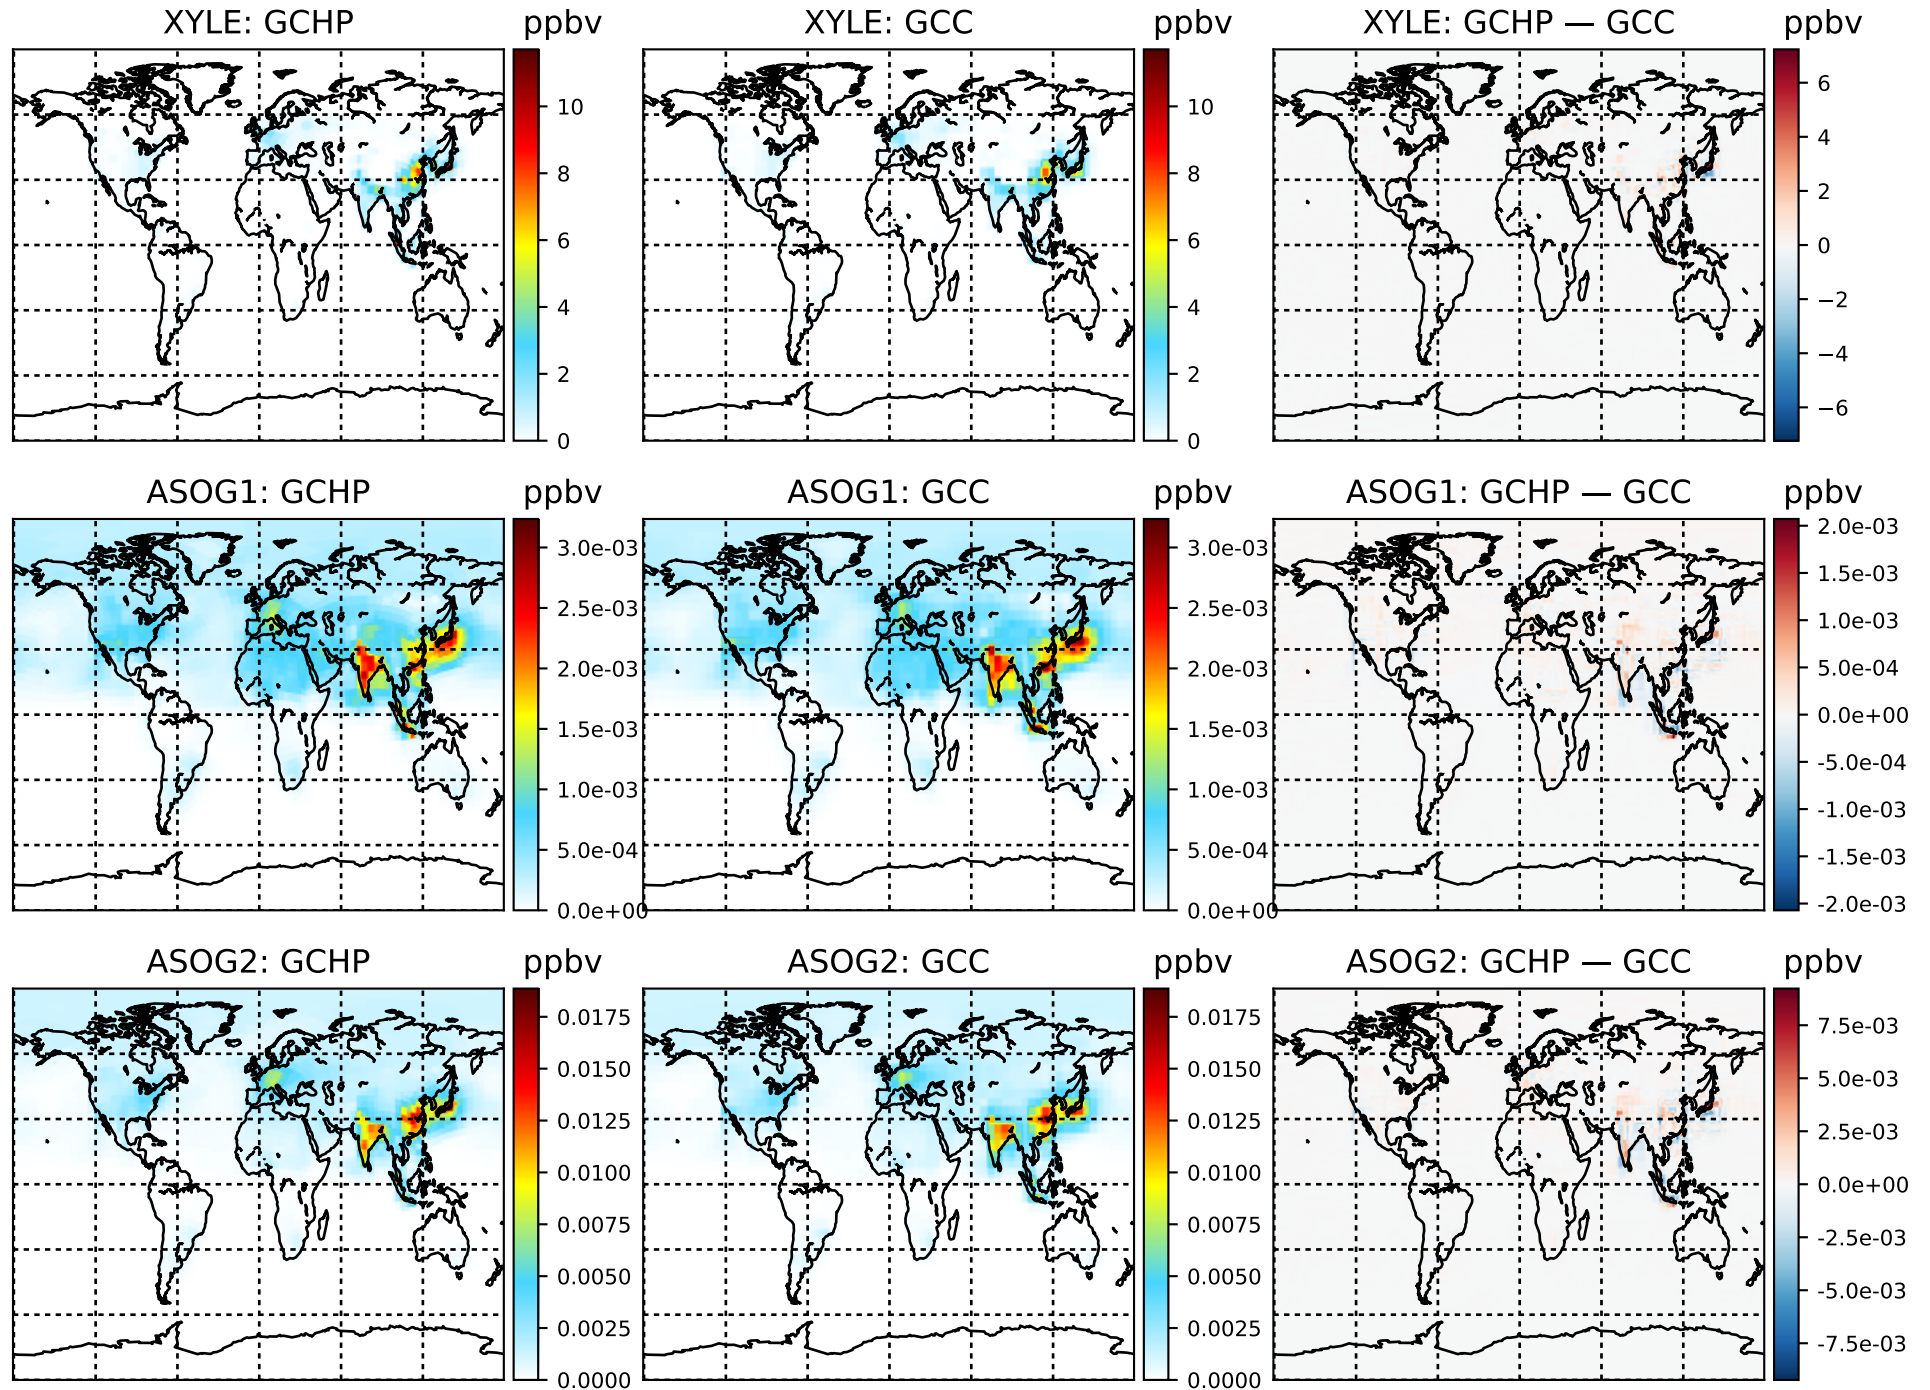 XYLE: GCHP
ppbv
XYLE: GCC
ppbv
XYLE: GCHP — GCC
ppbv
10
8
6
4
2
0
10
8
6
4
2
0
6
4
2
0
−2
−4
−6
ASOG1: GCHP
ppbv
ASOG1: GCC
ppbv
ASOG1: GCHP — GCC
ppbv
3.0e-03
2.5e-03
2.0e-03
1.5e-03
1.0e-03
5.0e-04
0.0e+00
3.0e-03
2.5e-03
2.0e-03
1.5e-03
1.0e-03
5.0e-04
0.0e+00
2.0e-03
1.5e-03
1.0e-03
5.0e-04
0.0e+00
-5.0e-04
-1.0e-03
-1.5e-03
-2.0e-03
ASOG2: GCHP
ppbv
ASOG2: GCC
ppbv
ASOG2: GCHP — GCC
ppbv
0.0175
0.0150
0.0125
0.0100
0.0075
0.0050
0.0025
0.0000
0.0175
0.0150
0.0125
0.0100
0.0075
0.0050
0.0025
0.0000
7.5e-03
5.0e-03
2.5e-03
0.0e+00
-2.5e-03
-5.0e-03
-7.5e-03